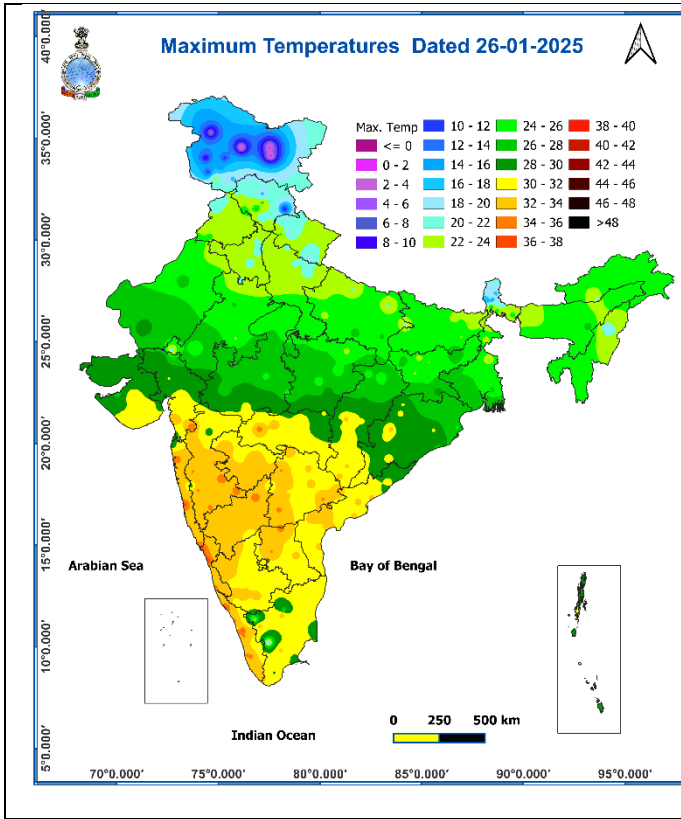 Maximum Temperatures Dated 26-01-2025
Max. Temp
<= 0
0 - 2
2 - 4
4 - 6
6 - 8
8 - 10
10 - 12
12 - 14
14 - 16
16 - 18
18 - 20
20 - 22
22 - 24
24 - 26
26 - 28
28 - 30
30 - 32
32 - 34
34 - 36
36 - 38
38 - 40
40 - 42
42 - 44
44 - 46
46 - 48
>48
40°0.000'
35°0.000'
30°0.000'
25°0.000'
20°0.000'
15°0.000'
10°0.000'
5°0.000'
Arabian Sea
Bay of Bengal
Indian Ocean
0 250 500 km
70°0.000' 75°0.000' 80°0.000' 85°0.000' 90°0.000' 95°0.000'